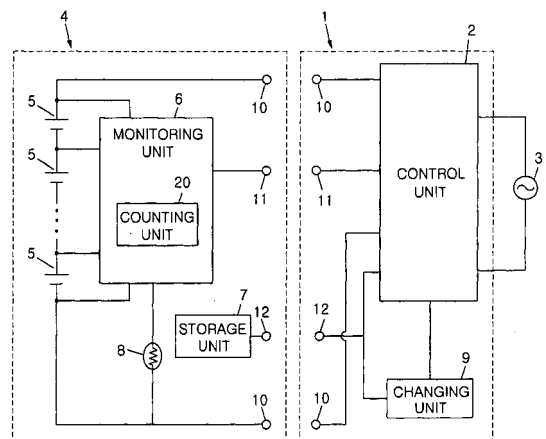 4
1
2
5
6
10
10
MONITORING
UNIT
5
20
COUNTING
UNIT
11
11
CONTROL
UNIT
3
5
7
12
12
STORAGE
UNIT
8
9
CHANGING
UNIT
10
10